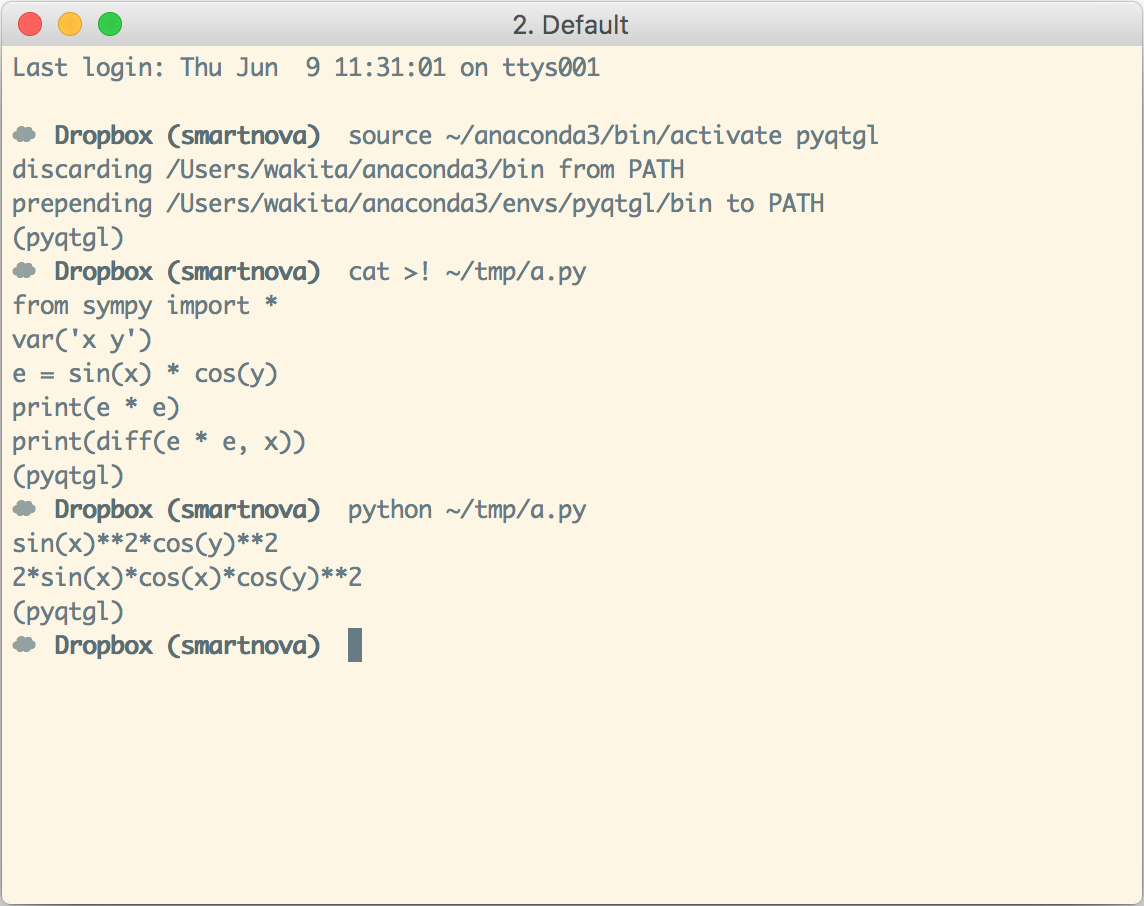 2. Default
Last login: Thu Jun  9 11:31:01 on ttys001
Dropbox (smartnova)  source ~/anaconda3/bin/activate pyqtgl
discarding /Users/wakita/anaconda3/bin from PATH
prepending /Users/wakita/anaconda3/envs/pyqtgl/bin to PATH
(pyqtgl)
Dropbox (smartnova)  cat >! ~/tmp/a.py
from sympy import *
var('x y')
e = sin(x) * cos(y)
print(e * e)
print(diff(e * e, x))
(pyqtgl)
Dropbox (smartnova)  python ~/tmp/a.py
sin(x)**2*cos(y)**2
2*sin(x)*cos(x)*cos(y)**2
(pyqtgl)
Dropbox (smartnova)